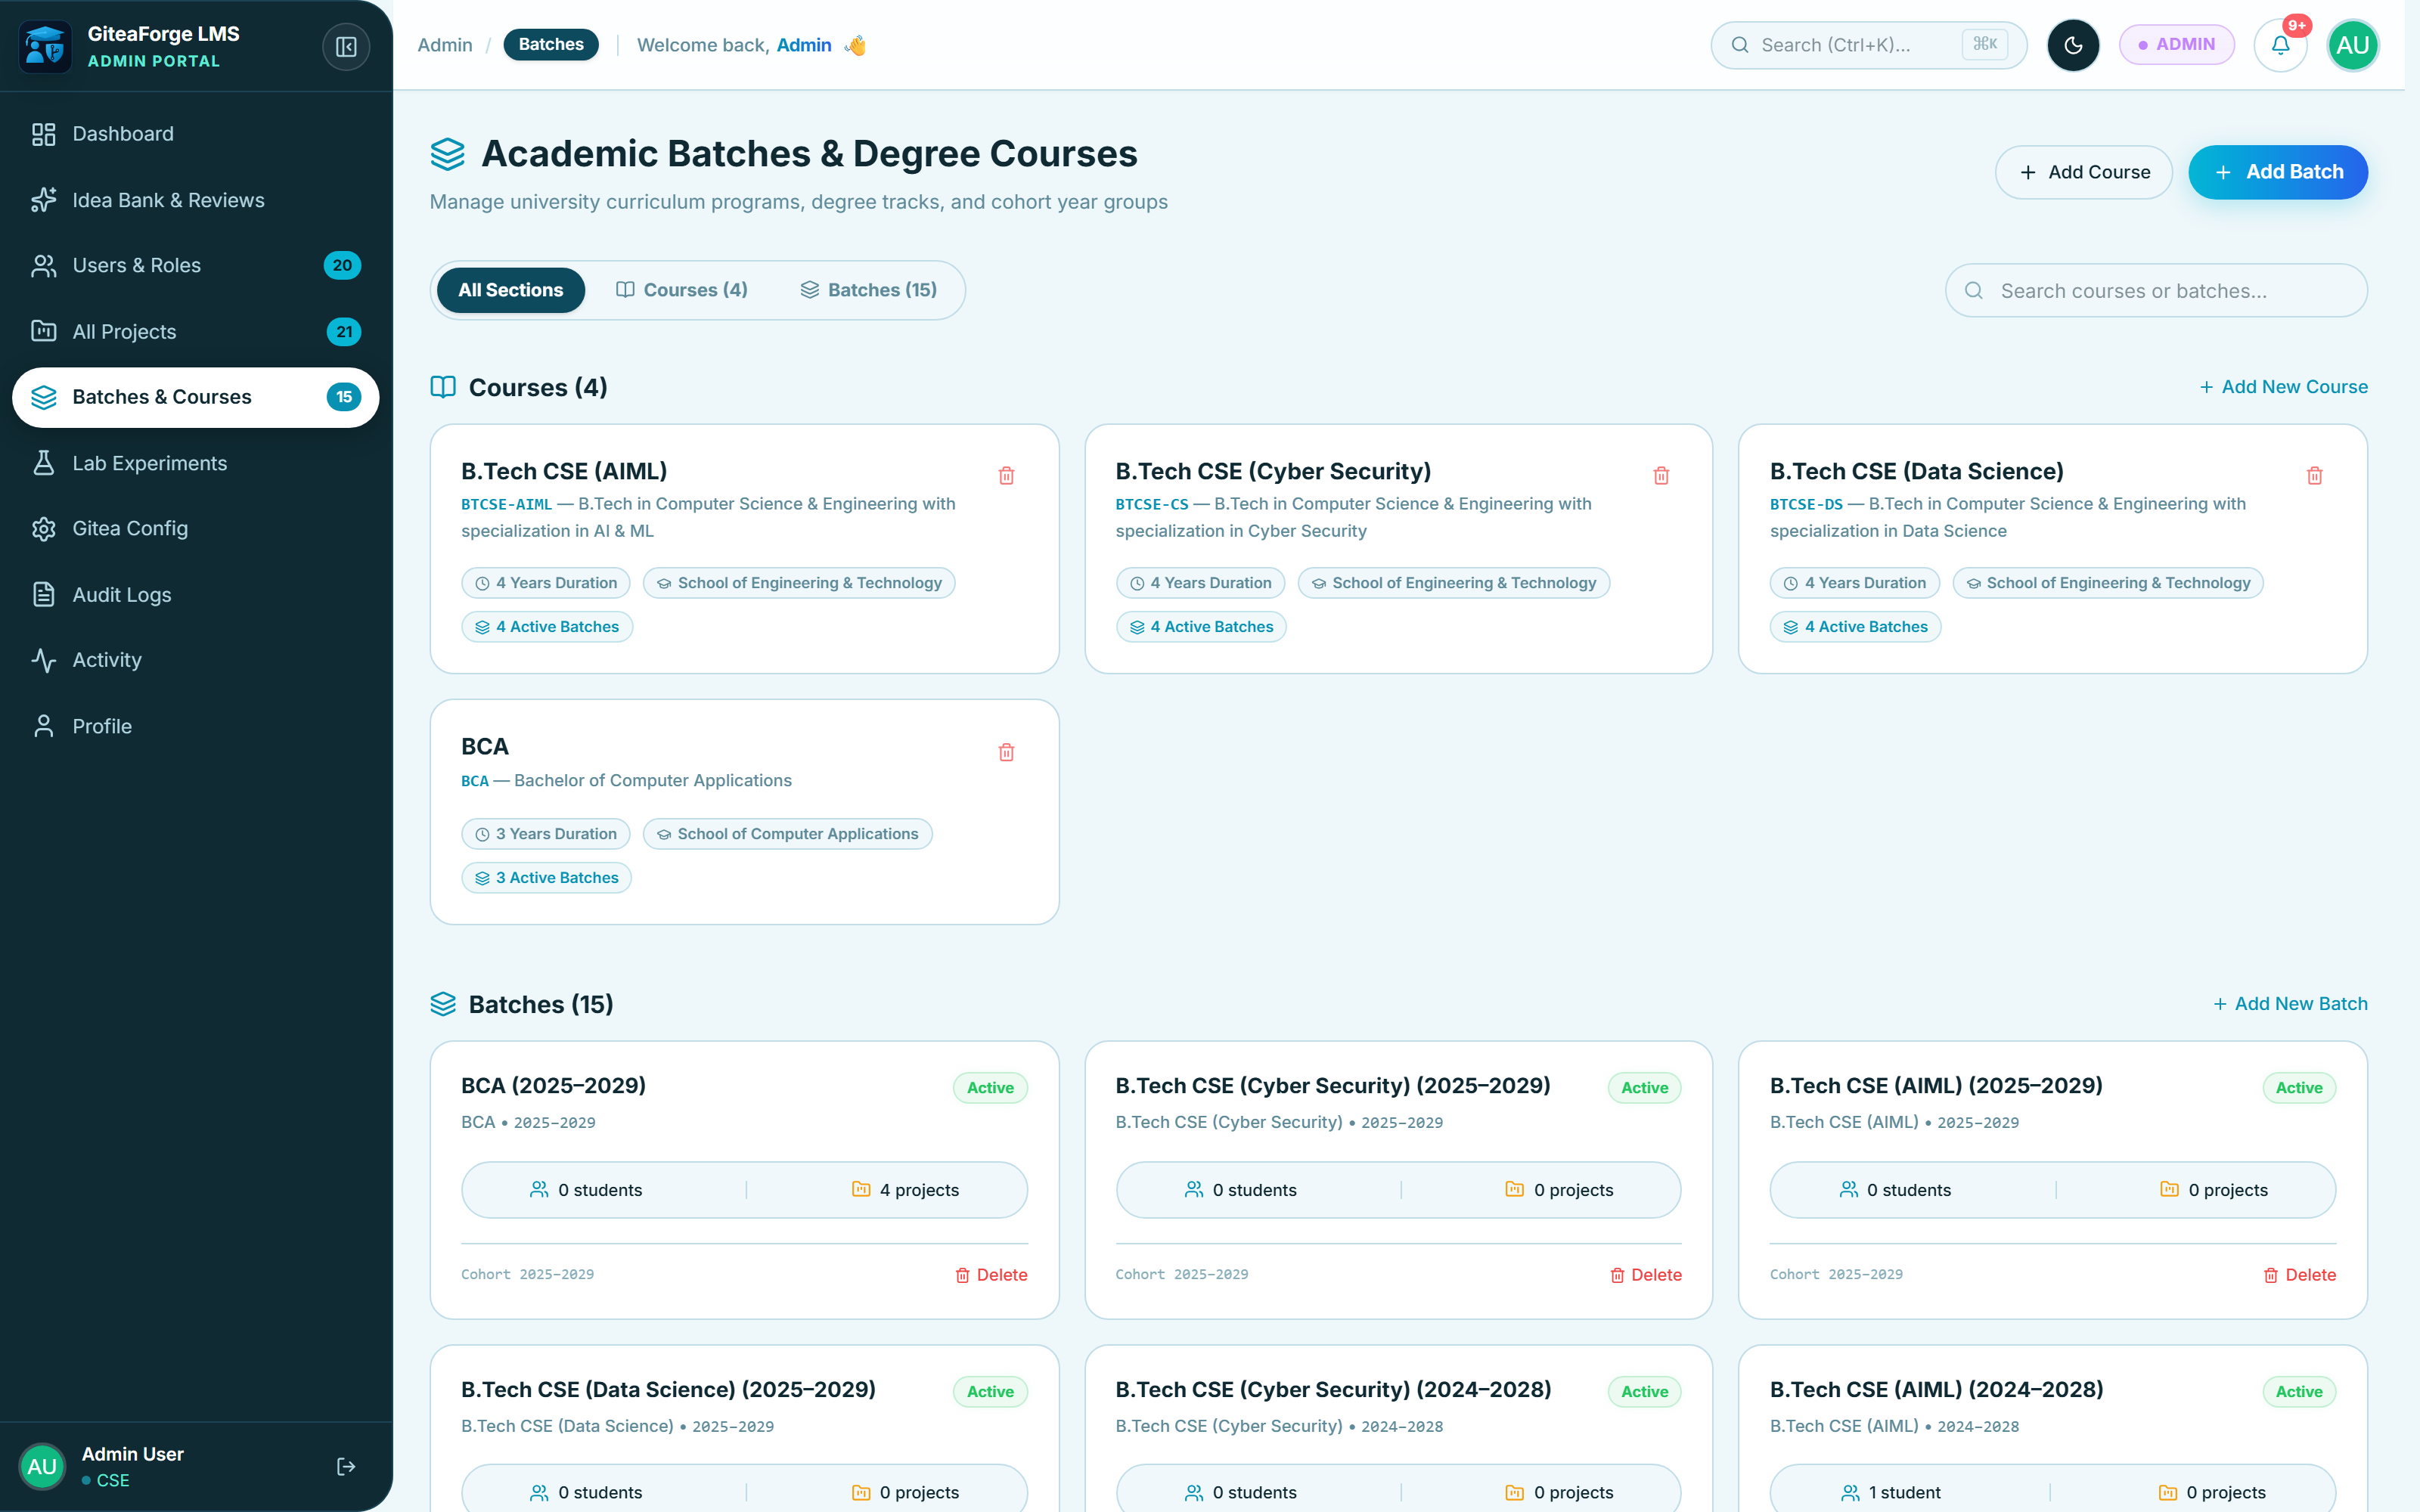 GiteaForge LMS
ADMIN PORTAL
Dashboard
Idea Bank & Reviews
Users & Roles 20
All Projects 21
Batches & Courses 15
Lab Experiments
Gitea Config
Audit Logs
Activity
Profile
AU Admin User
CSE
Admin / Batches | Welcome back, Admin 👋
Search (Ctrl+K)... ⌘K
ADMIN
9+
AU
Academic Batches & Degree Courses
Manage university curriculum programs, degree tracks, and cohort year groups
+ Add Course
+ Add Batch
All Sections Courses (4) Batches (15)
Search courses or batches...
Courses (4)
+ Add New Course
B.Tech CSE (AIML)
BTCSE-AIML — B.Tech in Computer Science & Engineering with
specialization in AI & ML
4 Years Duration School of Engineering & Technology
4 Active Batches
B.Tech CSE (Cyber Security)
BTCSE-CS — B.Tech in Computer Science & Engineering with
specialization in Cyber Security
4 Years Duration School of Engineering & Technology
4 Active Batches
B.Tech CSE (Data Science)
BTCSE-DS — B.Tech in Computer Science & Engineering with
specialization in Data Science
4 Years Duration School of Engineering & Technology
4 Active Batches
BCA
BCA — Bachelor of Computer Applications
3 Years Duration School of Computer Applications
3 Active Batches
Batches (15)
+ Add New Batch
BCA (2025–2029) Active
BCA • 2025–2029
0 students 4 projects
Cohort 2025–2029 Delete
B.Tech CSE (Cyber Security) (2025–2029) Active
B.Tech CSE (Cyber Security) • 2025–2029
0 students 0 projects
Cohort 2025–2029 Delete
B.Tech CSE (AIML) (2025–2029) Active
B.Tech CSE (AIML) • 2025–2029
0 students 0 projects
Cohort 2025–2029 Delete
B.Tech CSE (Data Science) (2025–2029) Active
B.Tech CSE (Data Science) • 2025–2029
0 students 0 projects
B.Tech CSE (Cyber Security) (2024–2028) Active
B.Tech CSE (Cyber Security) • 2024–2028
0 students 0 projects
B.Tech CSE (AIML) (2024–2028) Active
B.Tech CSE (AIML) • 2024–2028
1 student 0 projects